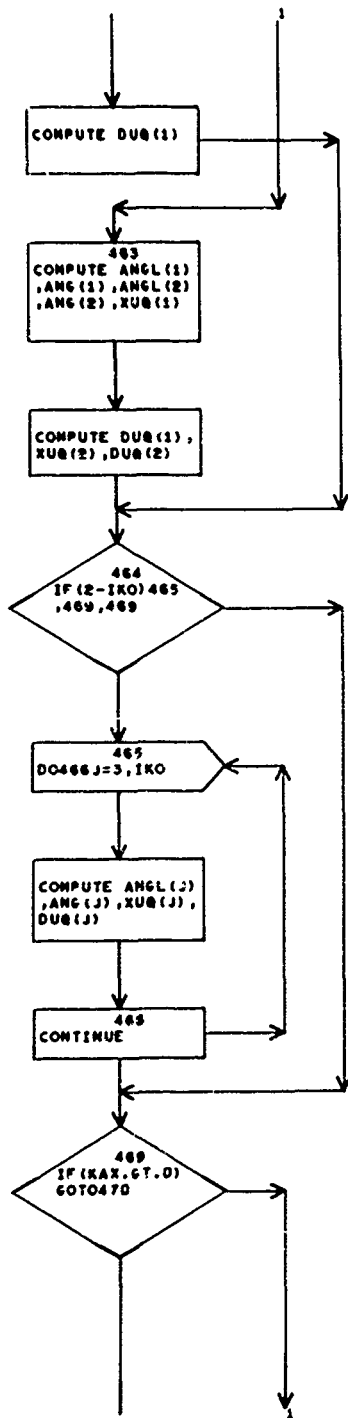 1
COMPUTE DUQ(1)
463
COMPUTE ANGL(1)
,ANG(1),ANGL(2)
,ANG(2),XUQ(1)
COMPUTE DUQ(1),
XUQ(2),DUQ(2)
464
IF(2-IKO)465
,469,469
465
DO466J=3,IKO
COMPUTE ANGL(J)
,ANG(J),XUQ(J),
DUQ(J)
CONTINUE
469
IF(KAX.GT.0)
GOTO470